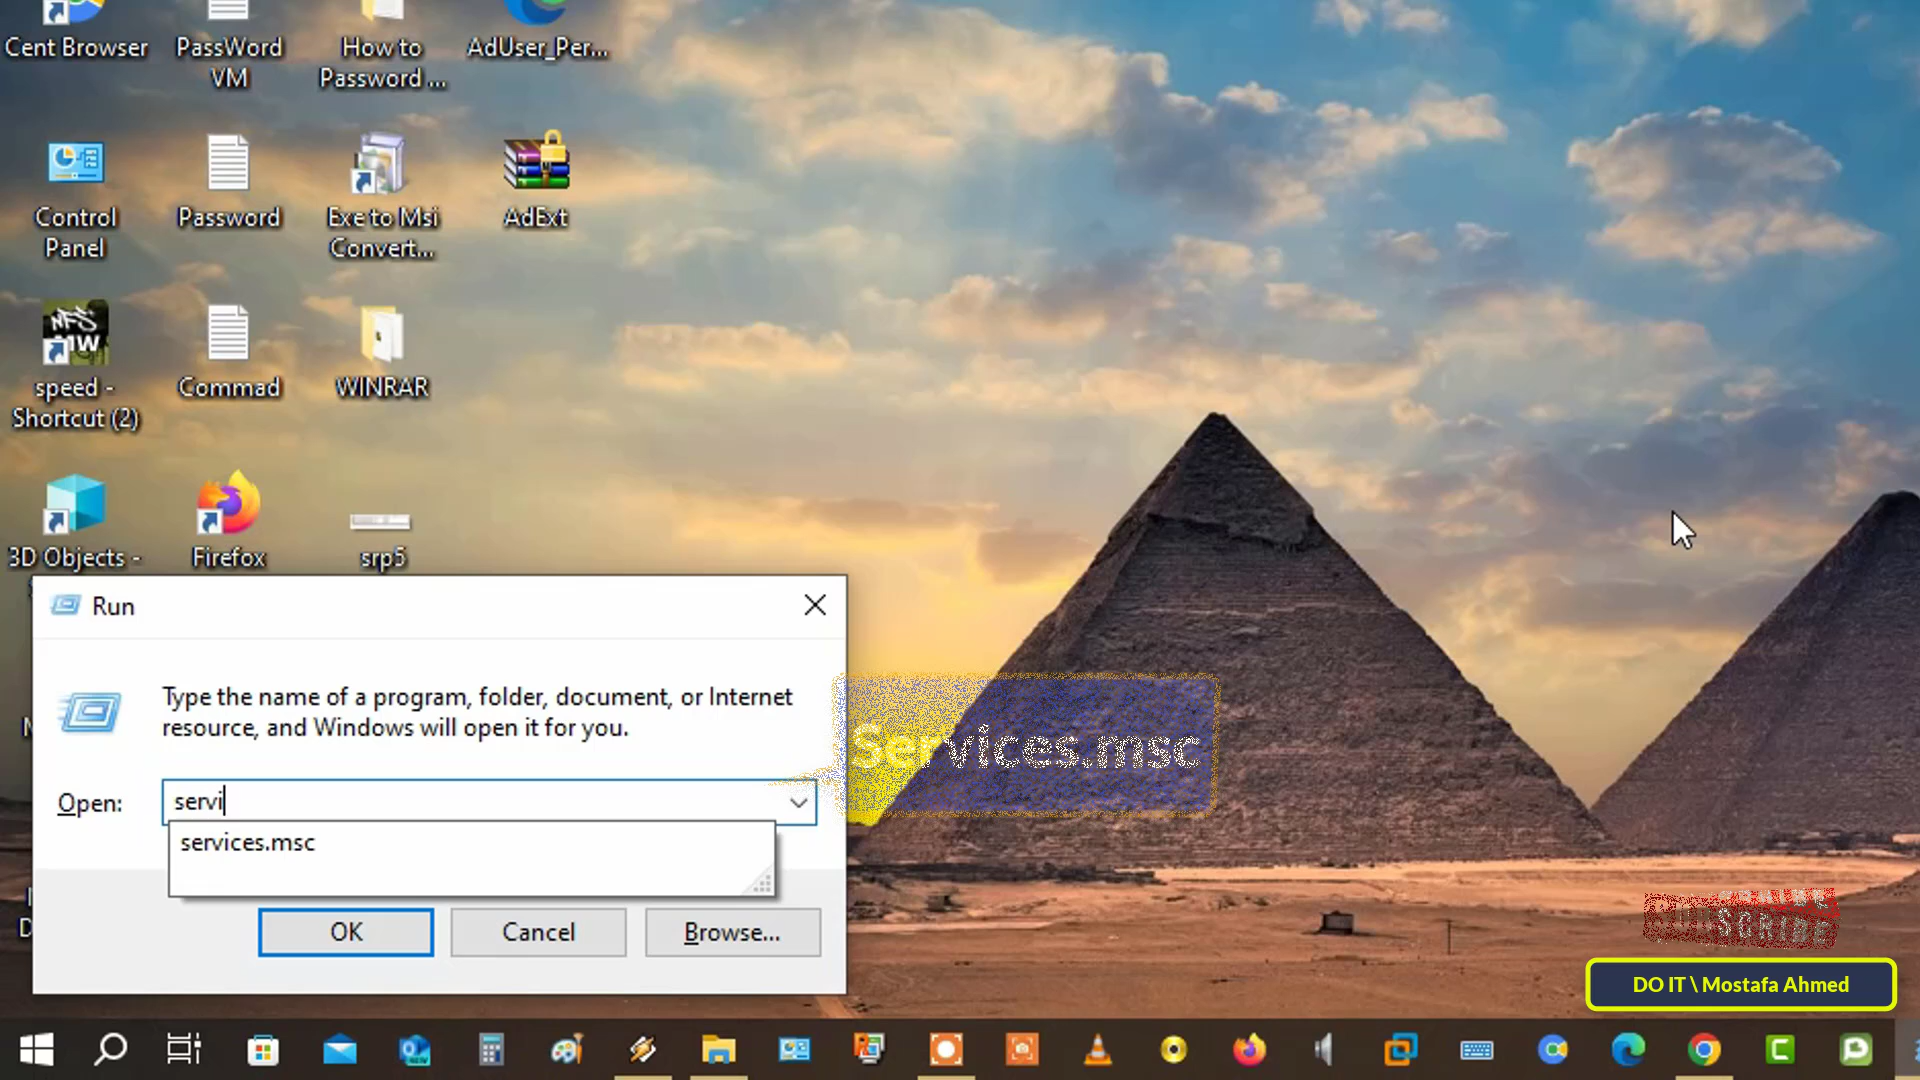 Cent Browser
PassWord
VM
How to
Password ...
AdUser_Per...
Control
Panel
Password
Exe to Msi
Convert...
AdExt
NFS
speed -
Shortcut (2)
Commad
WINRAR
3D Objects -
Firefox
srp5
Run
Type the name of a program, folder, document, or Internet
resource, and Windows will open it for you.
Open:
servi
services.msc
OK
Cancel
Browse...
Services.msc
DO IT \ Mostafa Ahmed